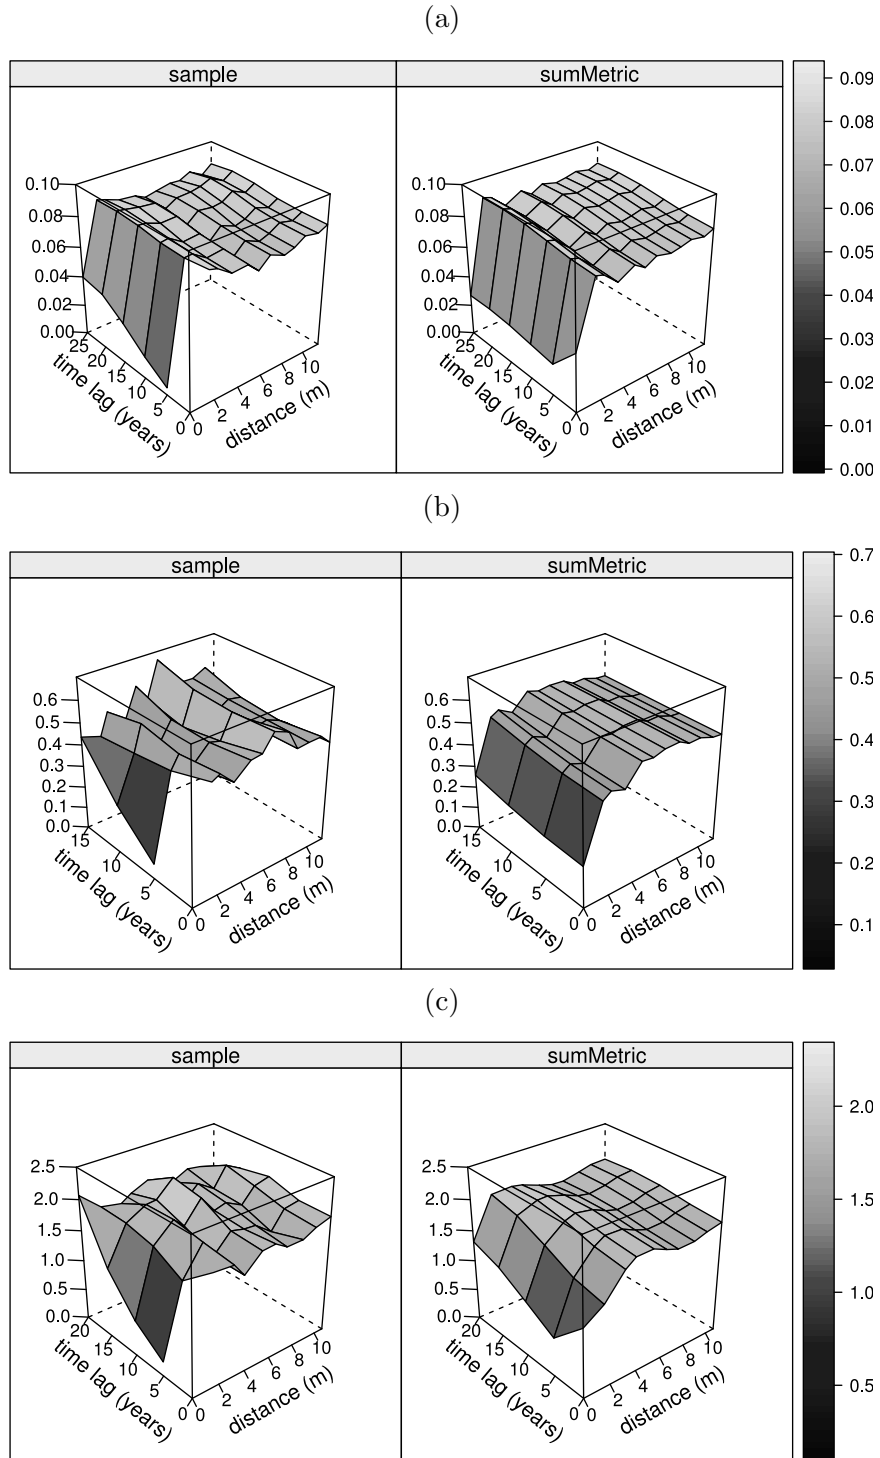 (a)
sample sumMetric
0.10 0.08 0.06 0.04 0.02 0.00
25 20 15 10 5 0
time lag (years)
0 2 4 6 8 10
distance (m)
0.10 0.08 0.06 0.04 0.02 0.00
25 20 15 10 5 0
time lag (years)
0 2 4 6 8 10
distance (m)
0.09 0.08 0.07 0.06 0.05 0.04 0.03 0.02 0.01 0.00
(b)
sample sumMetric
0.6 0.5 0.4 0.3 0.2 0.1 0.0
15 10 5 0
time lag (years)
0 2 4 6 8 10
distance (m)
0.6 0.5 0.4 0.3 0.2 0.1 0.0
15 10 5 0
time lag (years)
0 2 4 6 8 10
distance (m)
0.7 0.6 0.5 0.4 0.3 0.2 0.1
(c)
sample sumMetric
2.5 2.0 1.5 1.0 0.5 0.0
20 15 10 5 0
time lag (years)
0 2 4 6 8 10
distance (m)
2.5 2.0 1.5 1.0 0.5 0.0
20 15 10 5 0
time lag (years)
0 2 4 6 8 10
distance (m)
2.0 1.5 1.0 0.5